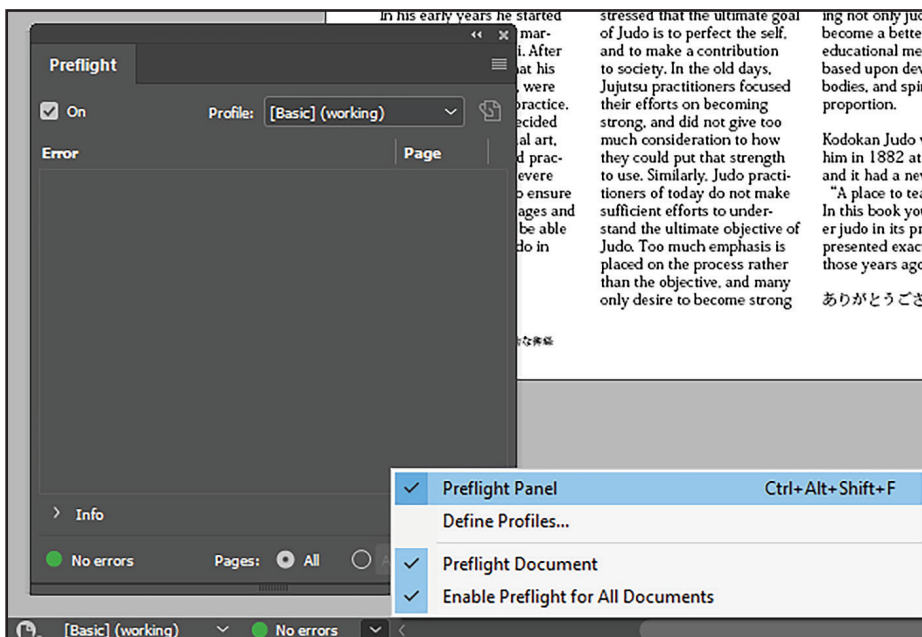 In his early years he started
mar-
i. After
at his
, were
practice.
ecided
al art,
d prac-
evere
o ensure
ages and
be able
do in
stressed that the ultimate goal
of Judo is to perfect the self,
and to make a contribution
to society. In the old days,
Jujutsu practitioners focused
their efforts on becoming
strong, and did not give too
much consideration to how
they could put that strength
to use. Similarly, Judo practi-
tioners of today do not make
sufficient efforts to under-
stand the ultimate objective of
Judo. Too much emphasis is
placed on the process rather
than the objective, and many
only desire to become strong
ing not only jud
become a bette
educational me
based upon dev
bodies, and spi
proportion.
Kodokan Judo
him in 1882 at
and it had a ne
"A place to tea
In this book you
er judo in its pr
presented exac
those years ago
ありがとうござ
Preflight
On
Profile: [Basic] (working)
Error Page
Info
No errors Pages: All
Preflight Panel Ctrl+Alt+Shift+F
Define Profiles...
Preflight Document
Enable Preflight for All Documents
[Basic] (working) No errors